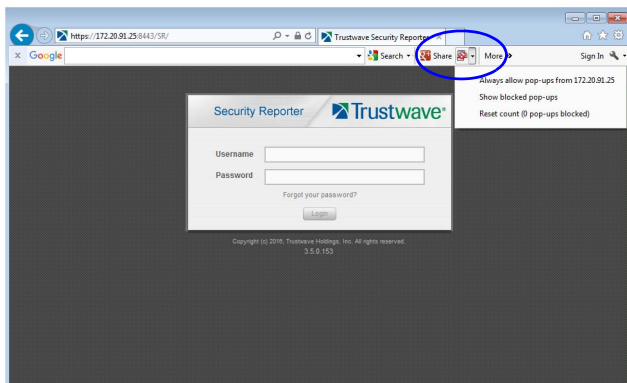 https://172.20.91.25:8443/SR/
Trustwave Security Reporter
x Google Search Share More » Sign In
Always allow pop-ups from 172.20.91.25
Show blocked pop-ups
Reset count (0 pop-ups blocked)
Security Reporter Trustwave®
Username
Password
Forgot your password?
Login
Copyright (c) 2016, Trustwave Holdings, Inc. All rights reserved.
3.5.0.153